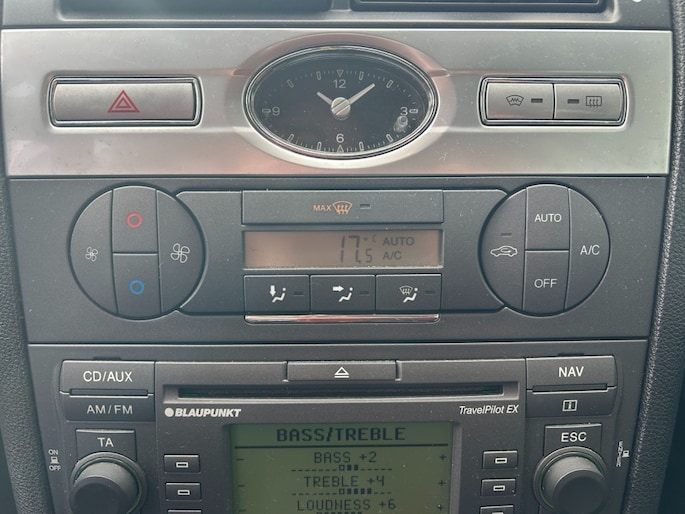 12
9
3
6
MAX
17.5 °C AUTO
A/C
AUTO
A/C
OFF
CD/AUX
NAV
AM/FM
BLAUPUNKT
TravelPilot EX
TA
ESC
ON
OFF
BASS/TREBLE
BASS +2
- +
TREBLE +4
- +
LOUDNESS +6